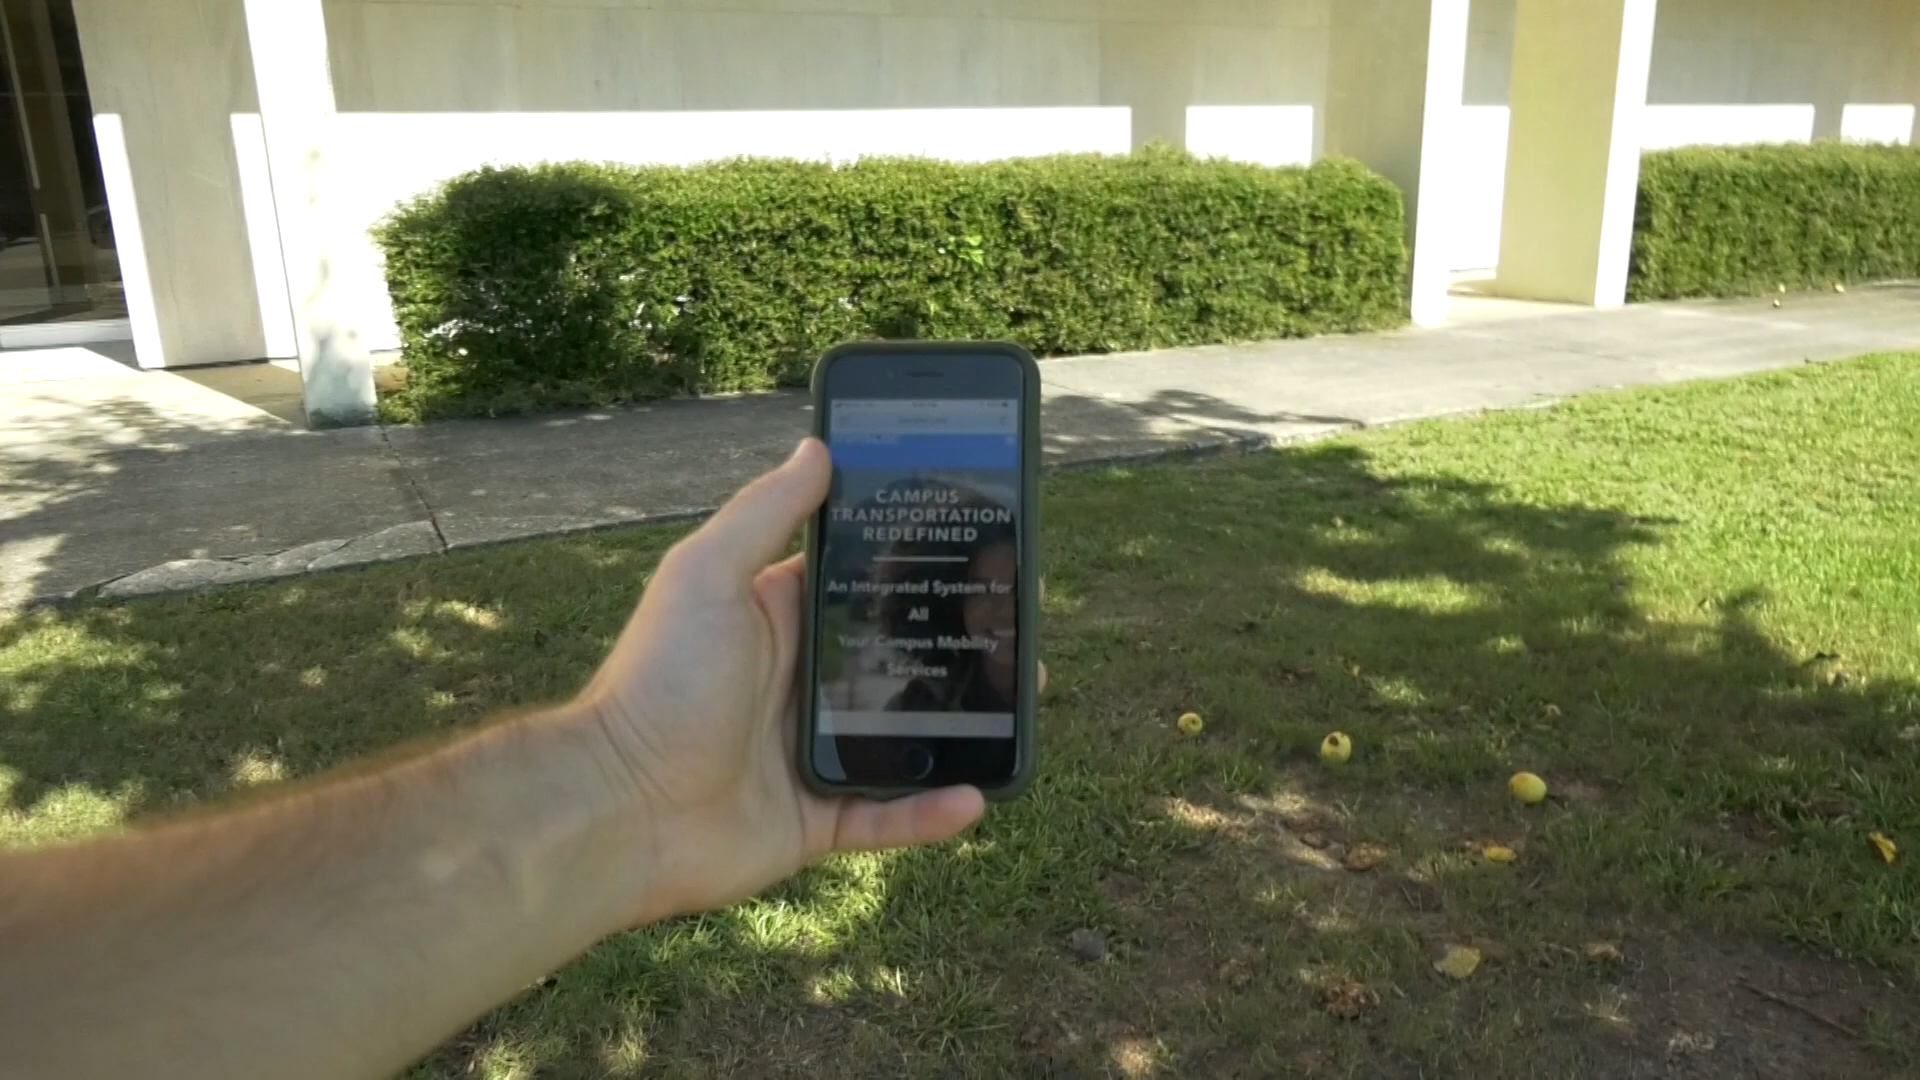 CAMPUS
TRANSPORTATION
REDEFINED
An Integrated System for
All
Your Campus Mobility
Services